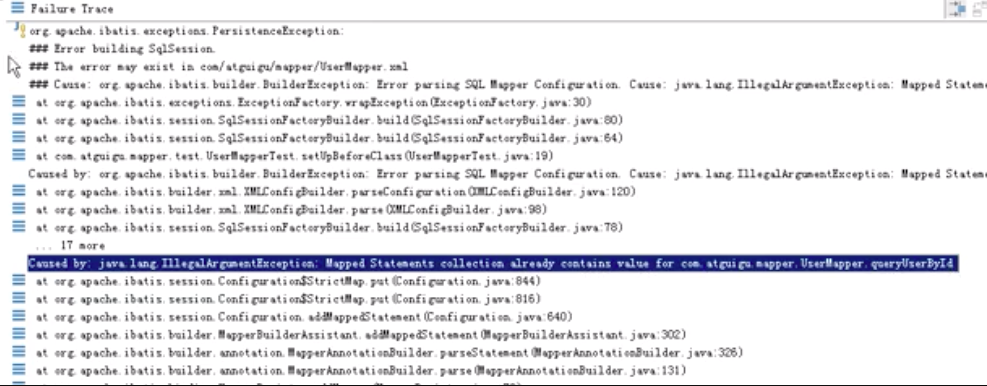 Failure Trace
org.apache.ibatis.exceptions.PersistenceException:
### Error building SqlSession.
### The error may exist in com/atguigu/mapper/UserMapper.xml
### Cause: org.apache.ibatis.builder.BuilderException: Error parsing SQL Mapper Configuration. Cause: java.lang.IllegalArgumentException: Mapped Stateme
at org.apache.ibatis.exceptions.ExceptionFactory.wrapException(ExceptionFactory.java:30)
at org.apache.ibatis.session.SqlSessionFactoryBuilder.build(SqlSessionFactoryBuilder.java:80)
at org.apache.ibatis.session.SqlSessionFactoryBuilder.build(SqlSessionFactoryBuilder.java:64)
at com.atguigu.mapper.test.UserMapperTest.setUpBeforeClass(UserMapperTest.java:19)
Caused by: org.apache.ibatis.builder.BuilderException: Error parsing SQL Mapper Configuration. Cause: java.lang.IllegalArgumentException: Mapped Stateme
at org.apache.ibatis.builder.xml.XMLConfigBuilder.parseConfiguration(XMLConfigBuilder.java:120)
at org.apache.ibatis.builder.xml.XMLConfigBuilder.parse(XMLConfigBuilder.java:98)
at org.apache.ibatis.session.SqlSessionFactoryBuilder.build(SqlSessionFactoryBuilder.java:78)
... 17 more
Caused by: java.lang.IllegalArgumentException: Mapped Statements collection already contains value for com.atguigu.mapper.UserMapper.queryUserById
at org.apache.ibatis.session.Configuration$StrictMap.put(Configuration.java:844)
at org.apache.ibatis.session.Configuration$StrictMap.put(Configuration.java:816)
at org.apache.ibatis.session.Configuration.addMappedStatement(Configuration.java:640)
at org.apache.ibatis.builder.MapperBuilderAssistant.addMappedStatement(MapperBuilderAssistant.java:302)
at org.apache.ibatis.builder.annotation.MapperAnnotationBuilder.parseStatement(MapperAnnotationBuilder.java:326)
at org.apache.ibatis.builder.annotation.MapperAnnotationBuilder.parse(MapperAnnotationBuilder.java:131)